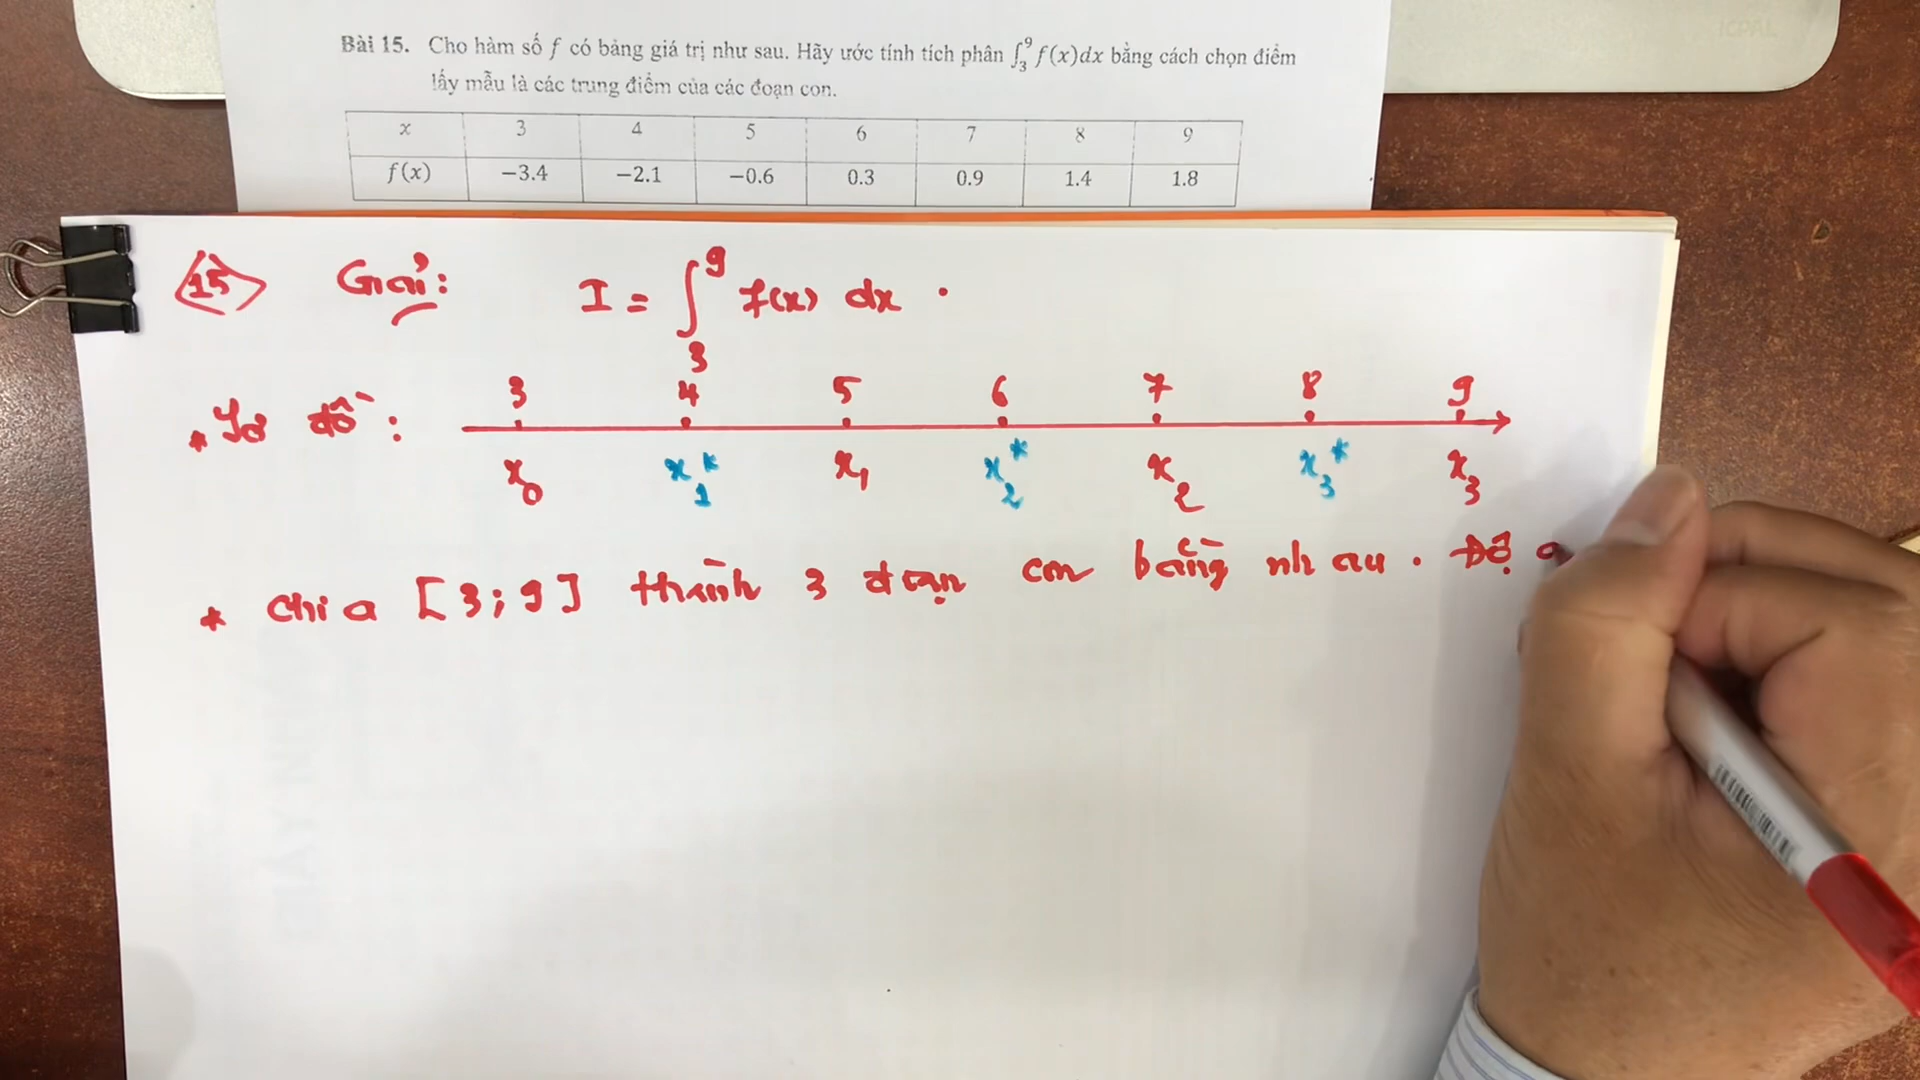 Bài 15. Cho hàm số f có bảng giá trị như sau. Hãy ước tính tích phân ∫₃⁹ f(x)dx bằng cách chọn điểm
lấy mẫu là các trung điểm của các đoạn con.
x 3 4 5 6 7 8 9
f(x) −3.4 −2.1 −0.6 0.3 0.9 1.4 1.8
15 Giải: I = ∫₃⁹ f(x) dx .
3 4 5 6 7 8 9
* Sơ đồ:
x₀ x₁* x₁ x₂* x₂ x₃* x₃
* Chia [3; 9] thành 3 đoạn con bằng nhau. Độ